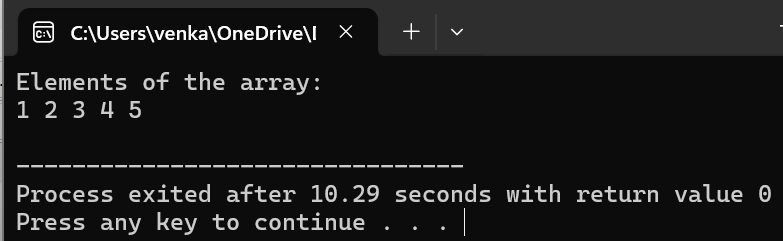 C:\Users\venka\OneDrive\I
Elements of the array:
1 2 3 4 5
--------------------------------
Process exited after 10.29 seconds with return value 0
Press any key to continue . . .